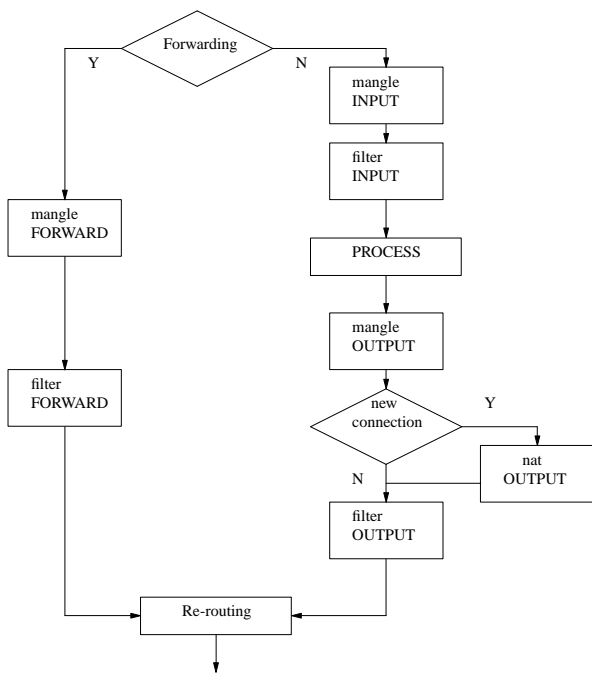 Forwarding
Y
N
mangle
INPUT
filter
INPUT
mangle
FORWARD
PROCESS
mangle
OUTPUT
filter
FORWARD
new
connection
Y
nat
OUTPUT
N
filter
OUTPUT
Re-routing